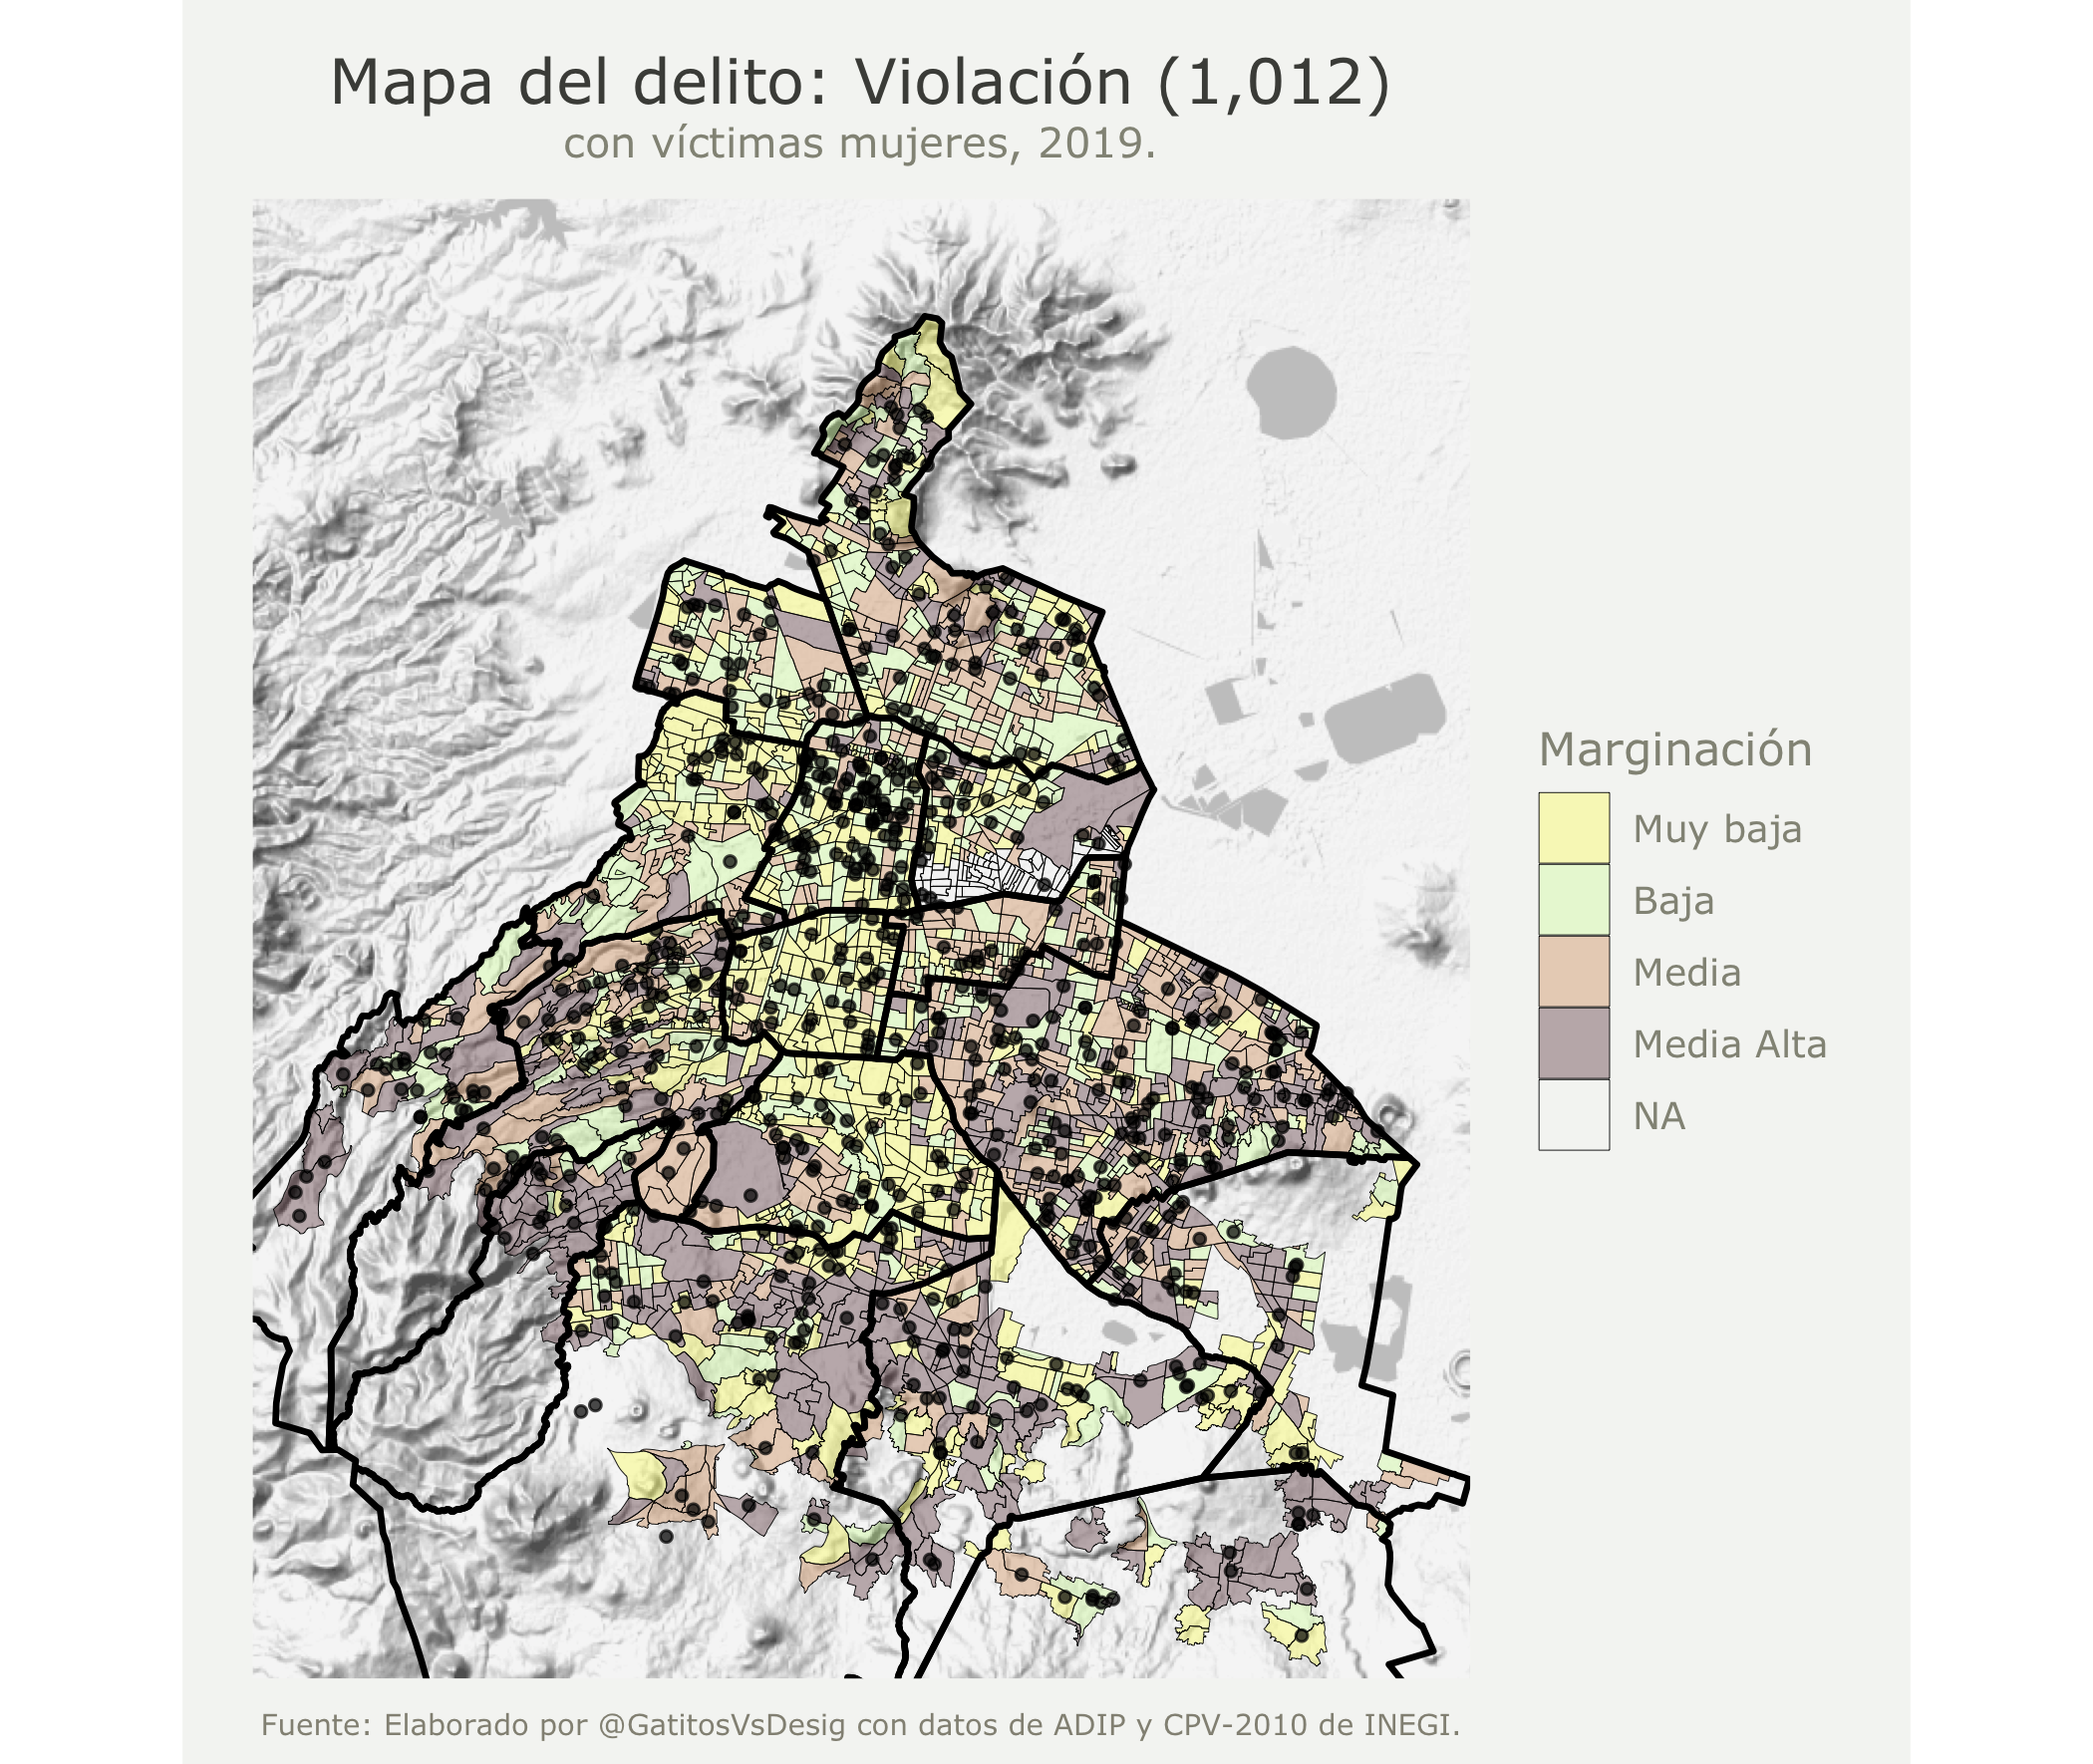 Mapa del delito: Violación (1,012)
con víctimas mujeres, 2019.
Marginación
Muy baja
Baja
Media
Media Alta
NA
Fuente: Elaborado por @GatitosVsDesig con datos de ADIP y CPV-2010 de INEGI.